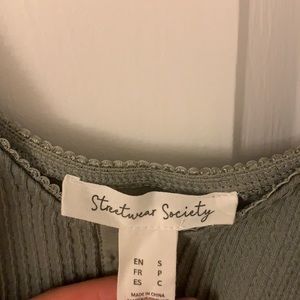 Streetwear Society
EN S
FR P
ES C
MADE IN CHINA